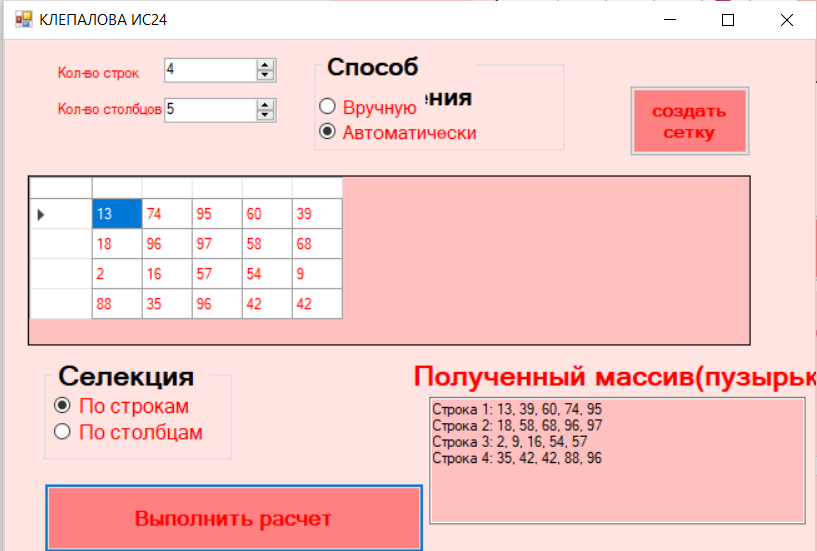 КЛЕПАЛОВА ИС24
Кол-во строк 4
Кол-во столбцов 5
Способ
Вручную
Автоматически
создать
сетку
13 74 95 60 39
18 96 97 58 68
2 16 57 54 9
88 35 96 42 42
Селекция
По строкам
По столбцам
Полученный массив(пузырьк
Строка 1: 13, 39, 60, 74, 95
Строка 2: 18, 58, 68, 96, 97
Строка 3: 2, 9, 16, 54, 57
Строка 4: 35, 42, 42, 88, 96
Выполнить расчет